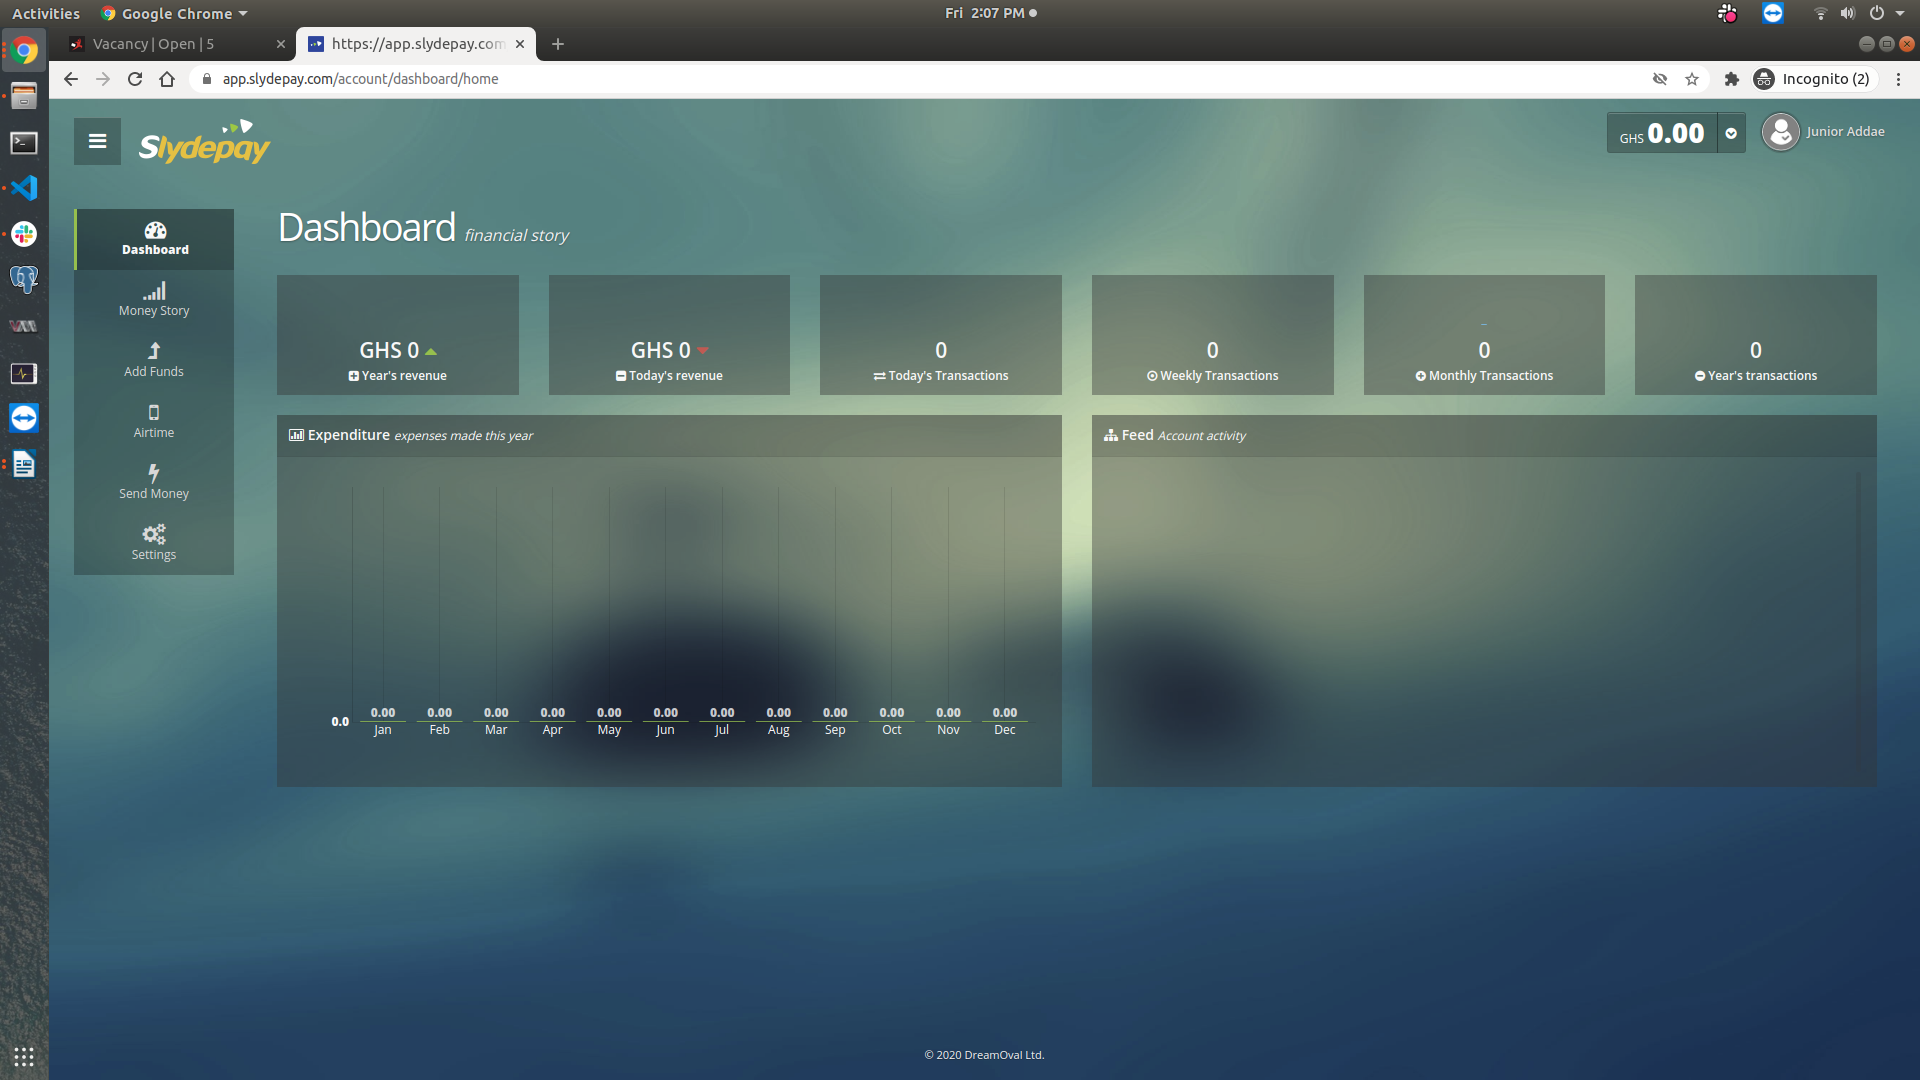 Activities
Google Chrome
Fri 2:07 PM
Vacancy | Open | 5
https://app.slydepay.com
app.slydepay.com/account/dashboard/home
Incognito (2)
Slydepay
GHS 0.00
Junior Addae
Dashboard
Money Story
Add Funds
Airtime
Send Money
Settings
Dashboard financial story
GHS 0
Year's revenue
GHS 0
Today's revenue
0
Today's Transactions
0
Weekly Transactions
0
Monthly Transactions
0
Year's transactions
Expenditure expenses made this year
0.0
0.00 0.00 0.00 0.00 0.00 0.00 0.00 0.00 0.00 0.00 0.00 0.00
Jan Feb Mar Apr May Jun Jul Aug Sep Oct Nov Dec
Feed Account activity
© 2020 DreamOval Ltd.